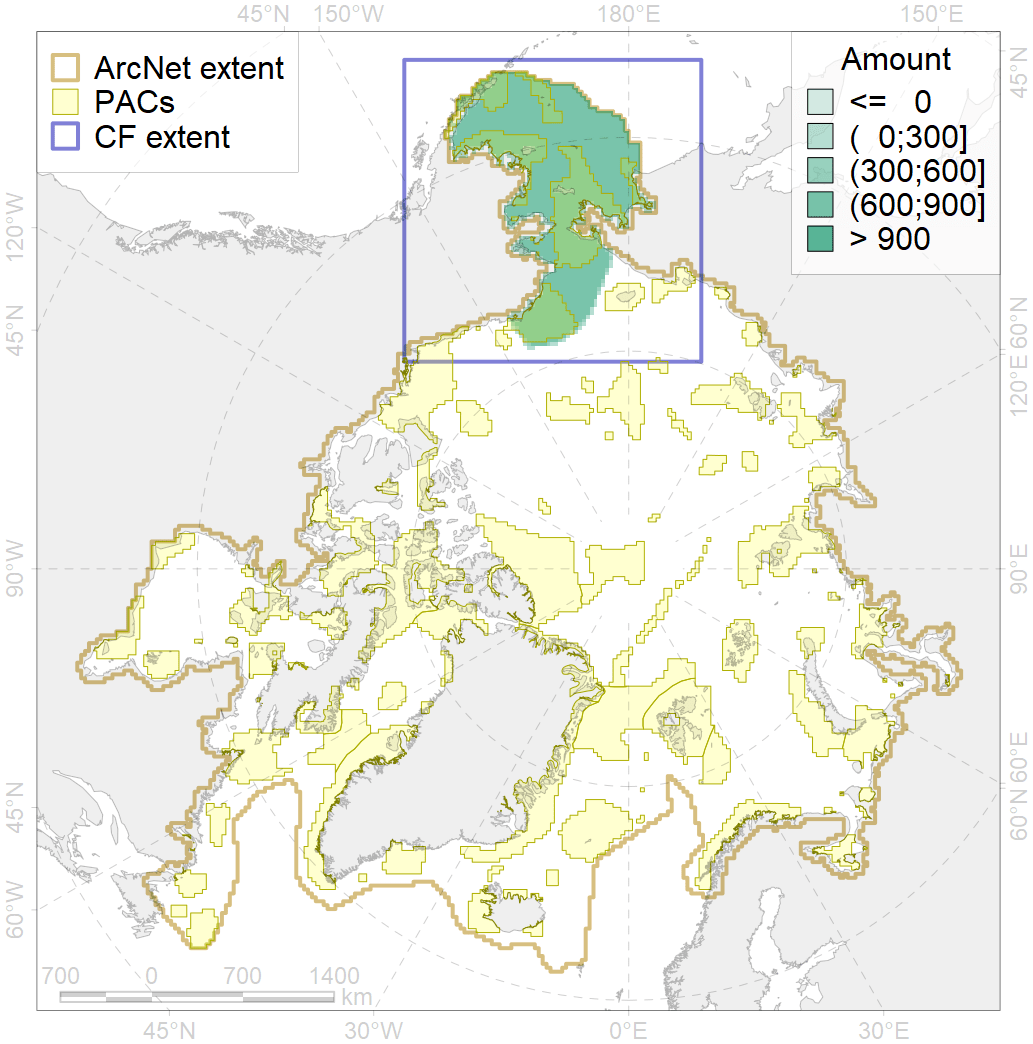 45°N 150°W 180°E 150°E
ArcNet extent
PACs
CF extent
Amount
<= 0
( 0;300]
(300;600]
(600;900]
> 900
45°N
60°N
120°E
90°E
60°E
60°N
120°W
45°N
90°W
45°N
60°W
700 0 700 1400
km
45°N 30°W 0°E 30°E